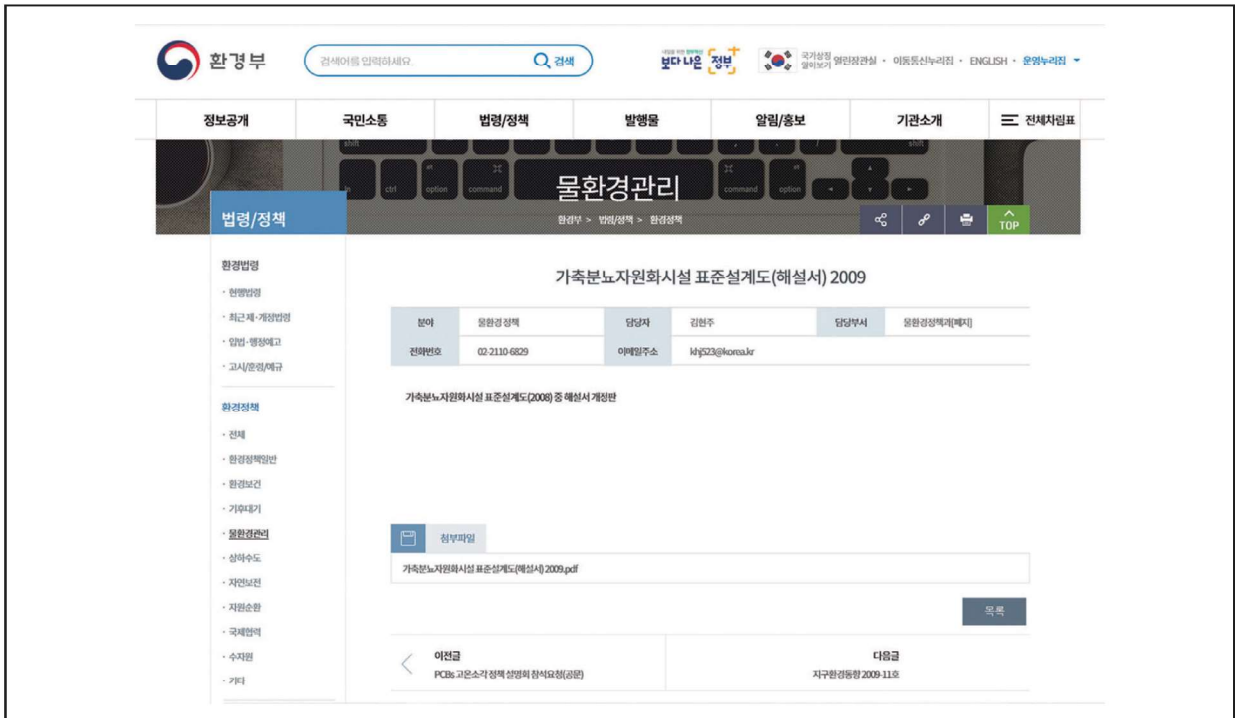 환경부
검색어를 입력하세요
검색
보다 나은 정부
국가상징 알아보기
열린장관실 · 이동통신누리집 · ENGLISH · 운영누리집
정보공개 국민소통 법령/정책 발행물 알림/홍보 기관소개 전체차림표
shift shift
ctrl option command command option
물환경관리
환경부 > 법령/정책 > 환경정책
TOP
법령/정책
환경법령
· 현행법령
· 최근 제·개정법령
· 입법·행정예고
· 고시/훈령/예규
환경정책
· 전체
· 환경정책일반
· 환경보건
· 기후대기
· 물환경관리
· 상하수도
· 자연보전
· 자원순환
· 국제협력
· 수자원
· 기타
가축분뇨자원화시설 표준설계도(해설서) 2009
분야 물환경정책 담당자 김현주 담당부서 물환경정책과[폐지]
전화번호 02-2110-6829 이메일주소 khj523@korea.kr
가축분뇨자원화시설 표준설계도(2008) 중 해설서 개정판
첨부파일
가축분뇨자원화시설 표준설계도(해설서) 2009.pdf
목록
이전글 다음글
PCBs 고온소각 정책 설명회 참석요청(공문) 지구환경동향 2009-11호